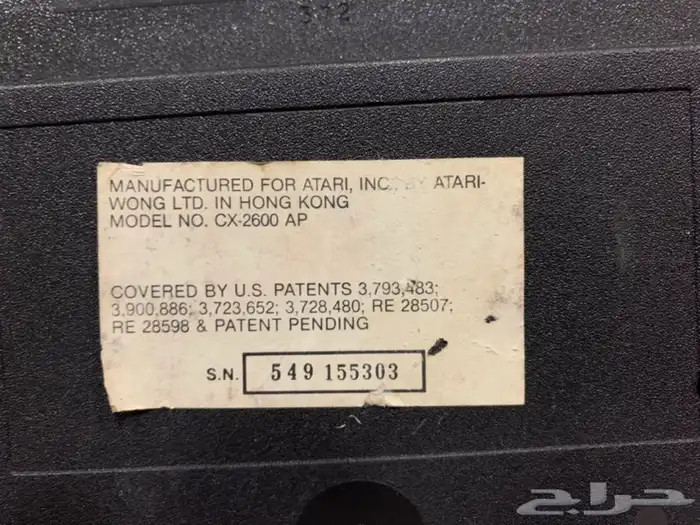 372
MANUFACTURED FOR ATARI, INC., BY ATARI-
WONG LTD. IN HONG KONG
MODEL NO. CX-2600 AP
COVERED BY U.S. PATENTS 3,793,483;
3,900,886; 3,723,652; 3,728,480; RE 28507;
RE 28598 & PATENT PENDING
S.N. 549 155303
حراج